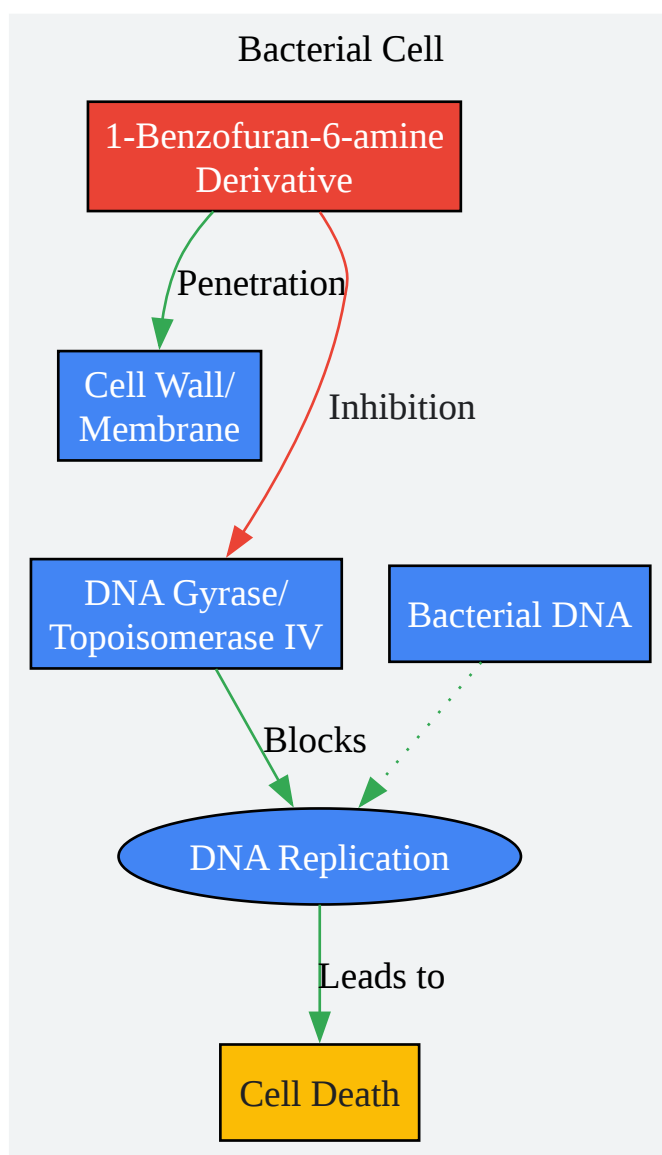 Bacterial Cell
1-Benzofuran-6-amine
Derivative
Penetration
Cell Wall/
Membrane
Inhibition
DNA Gyrase/
Topoisomerase IV
Bacterial DNA
Blocks
DNA Replication
Leads to
Cell Death